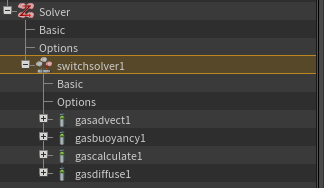 Solver
Basic
Options
switchsolver1
Basic
Options
gasadvect1
gasbuoyancy1
gascalculate1
gasdiffuse1